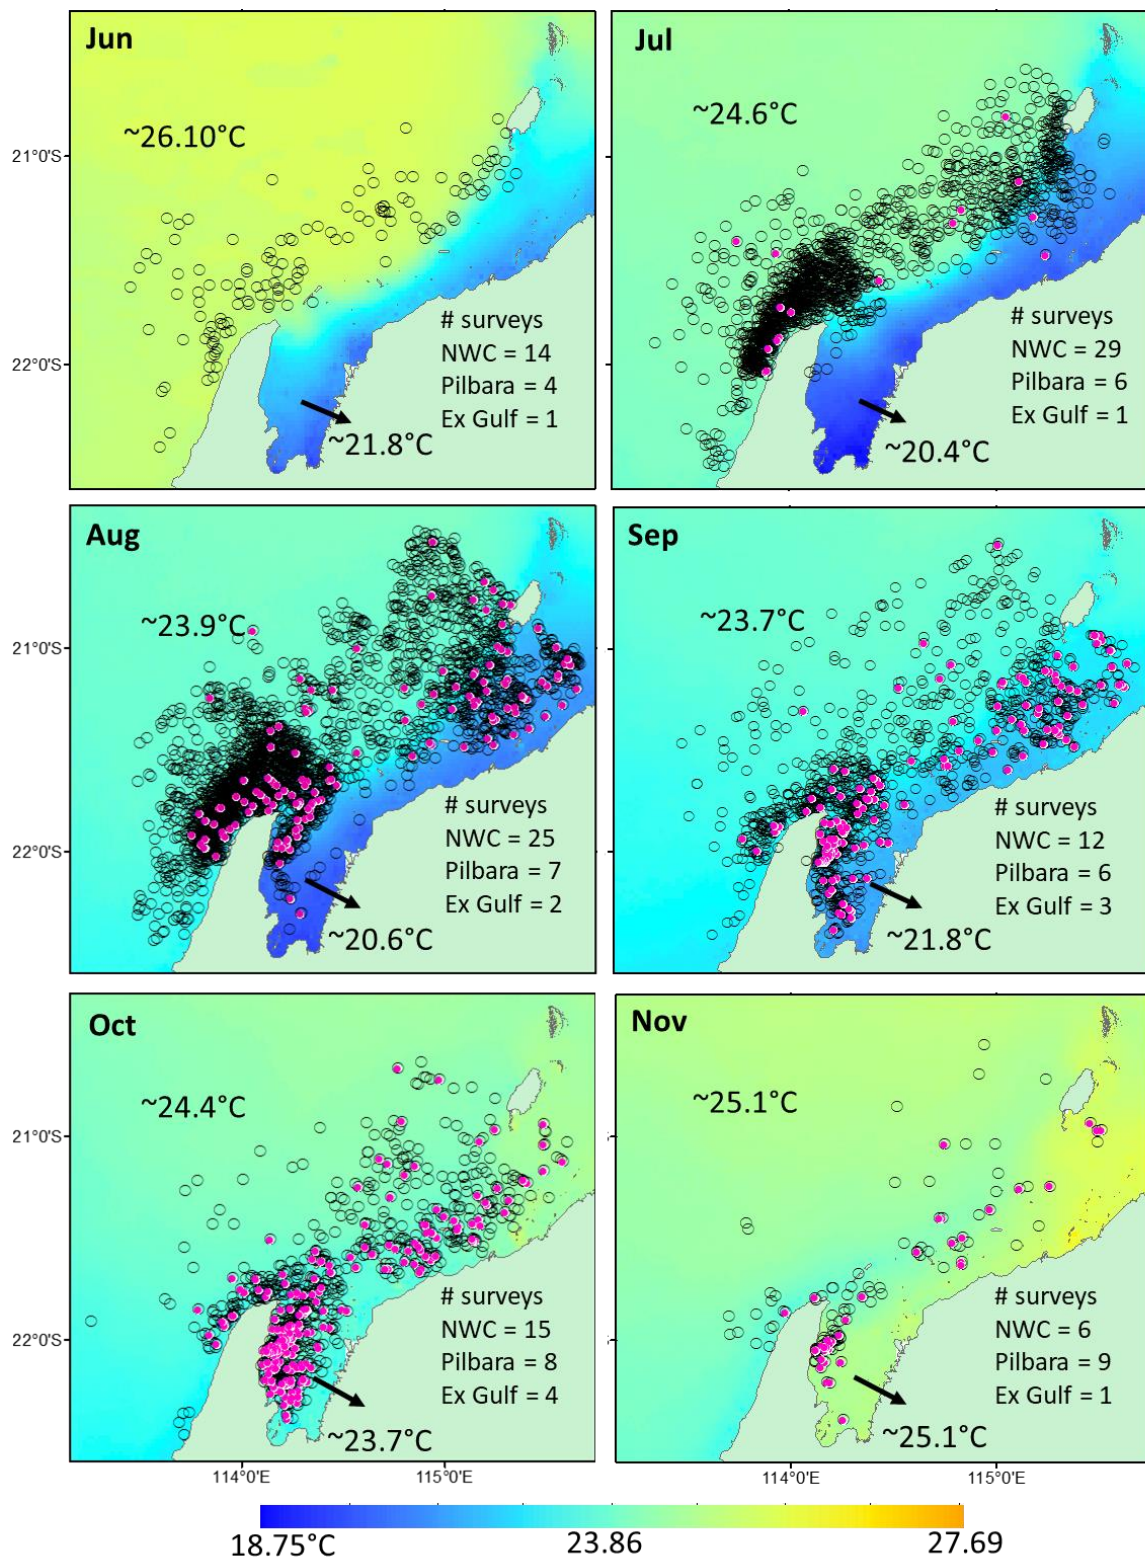 Jun
~26.10°C
21°0'S
# surveys
NWC = 14
22°0'S
Pilbara = 4
Ex Gulf = 1
~21.8°C
Jul
~24.6°C
# surveys
NWC = 29
Pilbara = 6
Ex Gulf = 1
~20.4°C
Aug
~23.9°C
21°0'S
# surveys
NWC = 25
22°0'S
Pilbara = 7
Ex Gulf = 2
~20.6°C
Sep
~23.7°C
# surveys
NWC = 12
Pilbara = 6
Ex Gulf = 3
~21.8°C
Oct
~24.4°C
21°0'S
# surveys
NWC = 15
22°0'S
Pilbara = 8
Ex Gulf = 4
~23.7°C
114°0'E
115°0'E
Nov
~25.1°C
# surveys
NWC = 6
Pilbara = 9
Ex Gulf = 1
~25.1°C
114°0'E
115°0'E
18.75°C
23.86
27.69